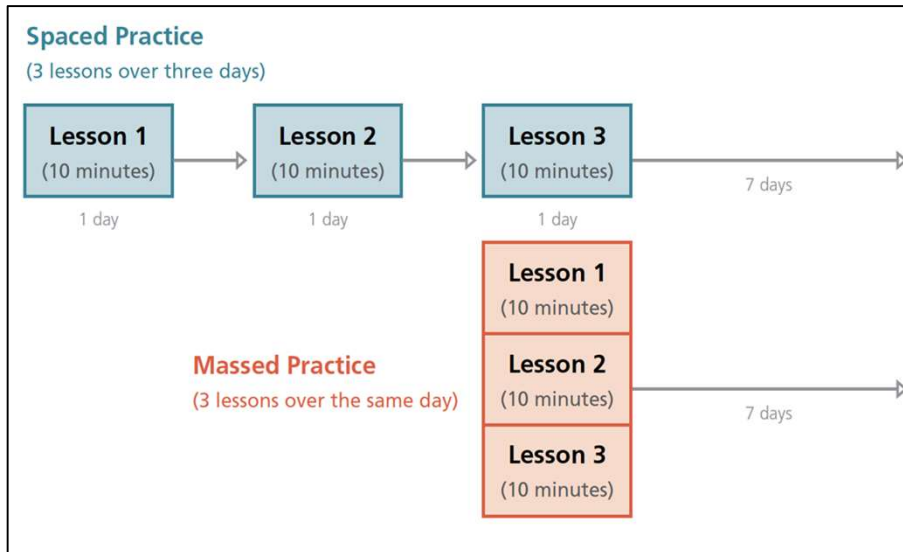 Spaced Practice
(3 lessons over three days)
Lesson 1
(10 minutes)
1 day
Lesson 2
(10 minutes)
1 day
Lesson 3
(10 minutes)
1 day
7 days
Massed Practice
(3 lessons over the same day)
Lesson 1
(10 minutes)
Lesson 2
(10 minutes)
Lesson 3
(10 minutes)
7 days